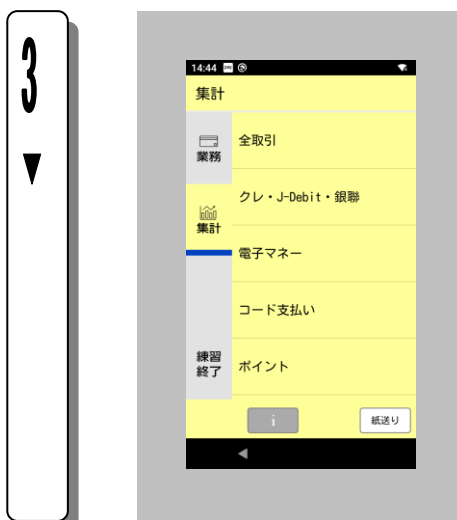 3
14:44
集計
業務
全取引
クレ・J-Debit・銀聯
集計
電子マネー
コード支払い
練習
終了
ポイント
i
紙送り